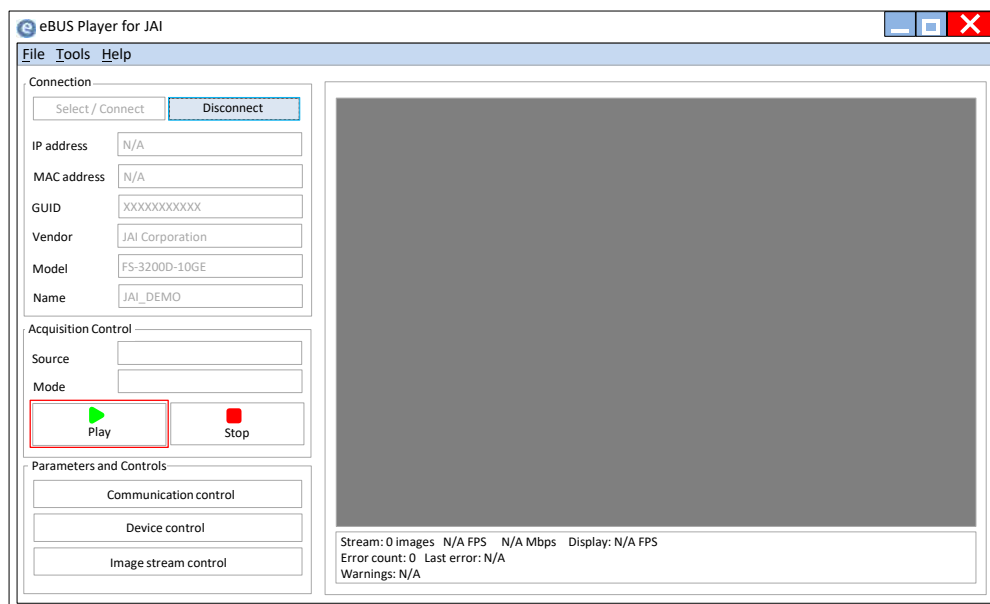 eBUS Player for JAI
File Tools Help
Connection
Select / Connect Disconnect
IP address N/A
MAC address N/A
GUID XXXXXXXXXXX
Vendor JAI Corporation
Model FS-3200D-10GE
Name JAI_DEMO
Acquisition Control
Source
Mode
Play Stop
Parameters and Controls
Communication control
Device control
Image stream control
Stream: 0 images N/A FPS N/A Mbps Display: N/A FPS
Error count: 0 Last error: N/A
Warnings: N/A